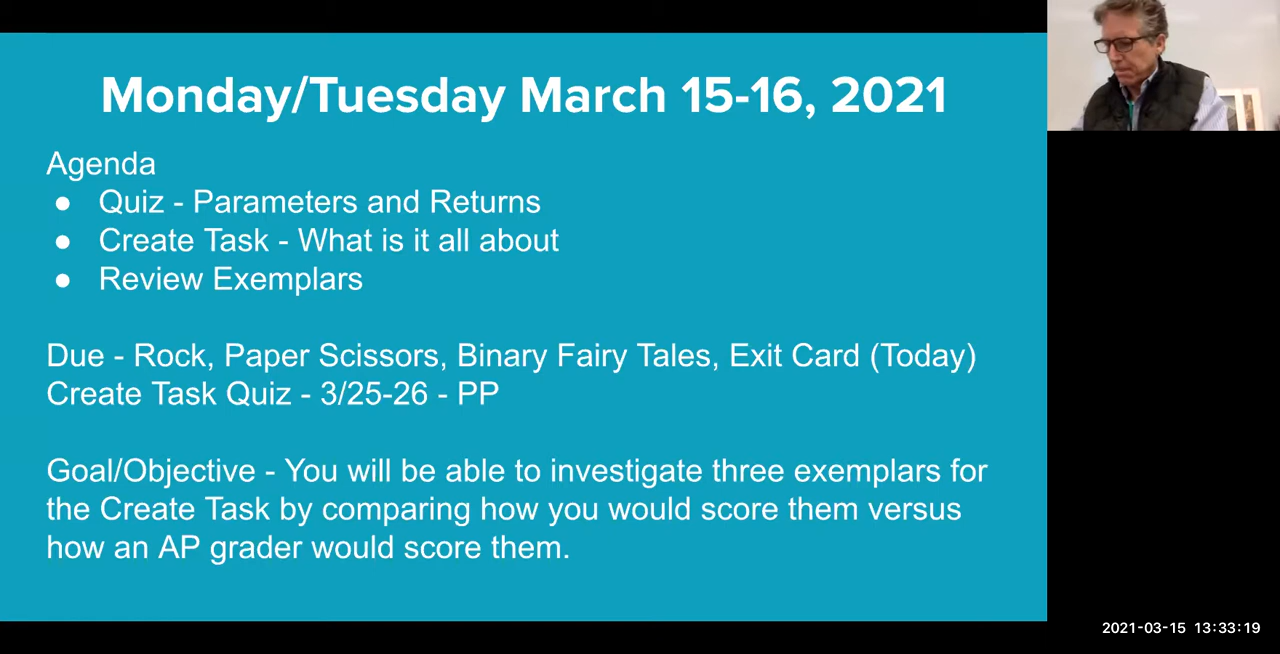 Monday/Tuesday March 15-16, 2021
Agenda
● Quiz - Parameters and Returns
● Create Task - What is it all about
● Review Exemplars
Due - Rock, Paper Scissors, Binary Fairy Tales, Exit Card (Today)
Create Task Quiz - 3/25-26 - PP
Goal/Objective - You will be able to investigate three exemplars for
the Create Task by comparing how you would score them versus
how an AP grader would score them.
2021-03-15 13:33:19